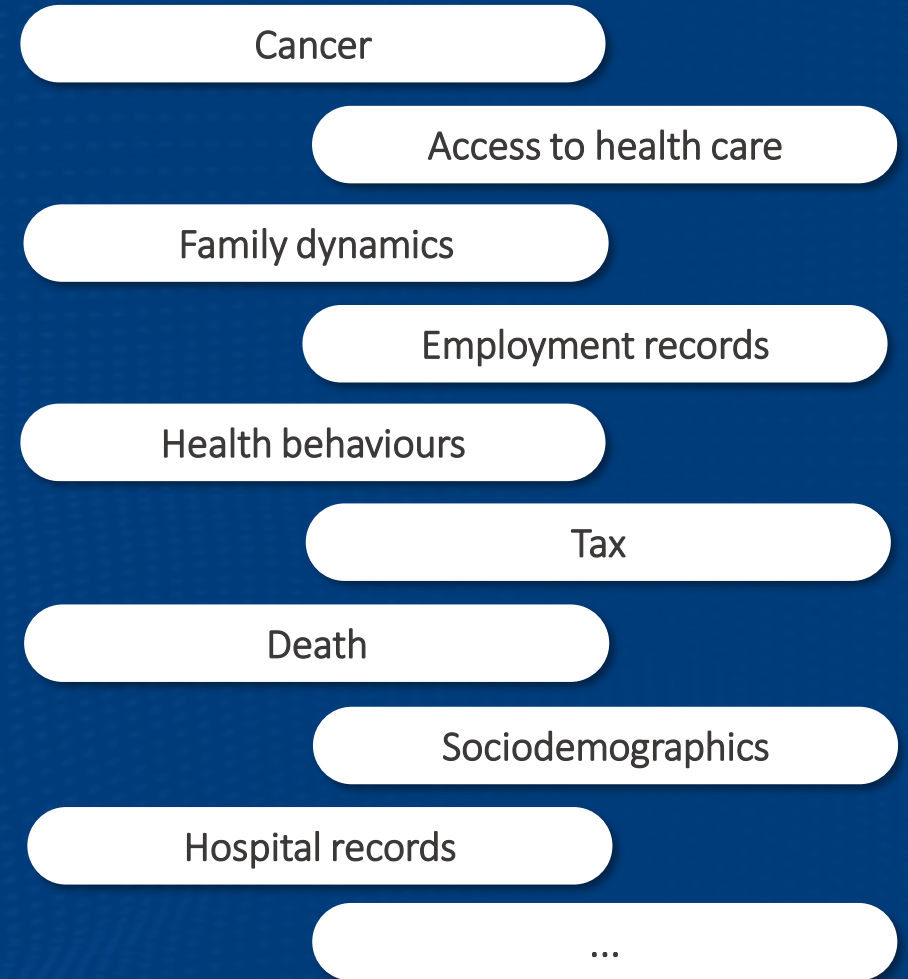 Cancer
Access to health care
Family dynamics
Employment records
Health behaviours
Tax
Death
Sociodemographics
Hospital records
...